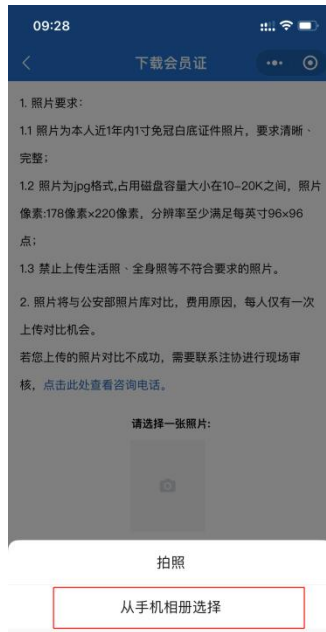 09:28
下载会员证
1. 照片要求:
1.1 照片为本人近1年内1寸免冠白底证件照片，要求清晰、
完整;
1.2 照片为jpg格式,占用磁盘容量大小在10–20K之间，照片
像素:178像素×220像素，分辨率至少满足每英寸96×96
点;
1.3 禁止上传生活照、全身照等不符合要求的照片。
2. 照片将与公安部照片库对比，费用原因，每人仅有一次
上传对比机会。
若您上传的照片对比不成功，需要联系注协进行现场审
核，点击此处查看咨询电话。
请选择一张照片:
拍照
从手机相册选择